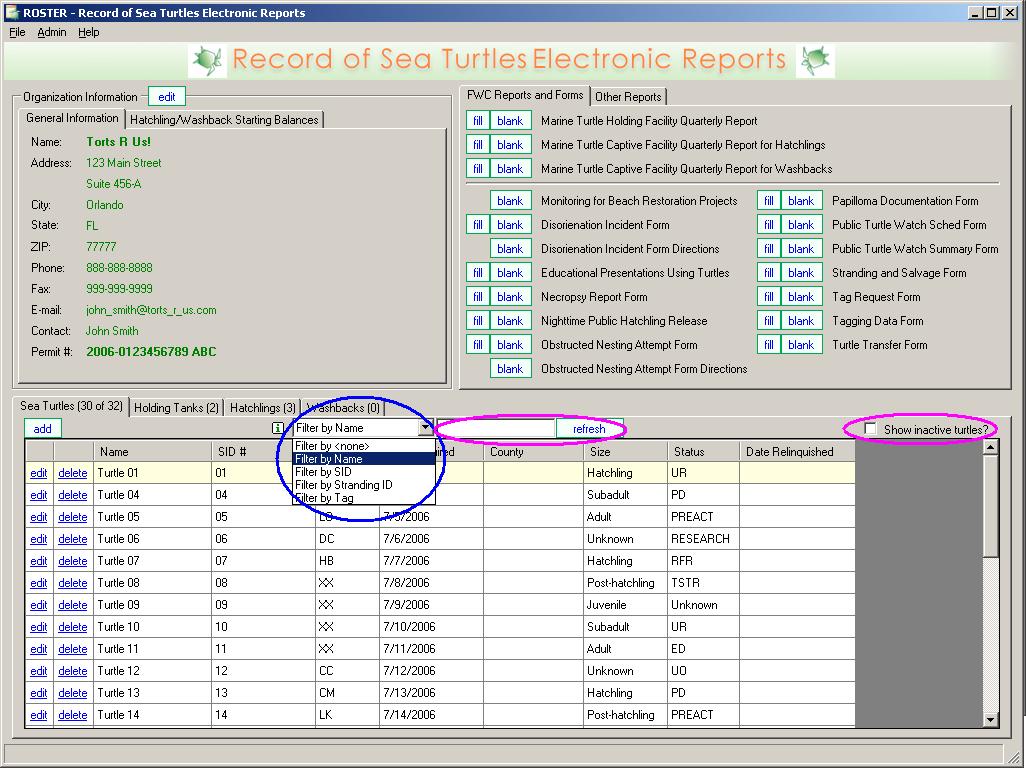 ROSTER - Record of Sea Turtles Electronic Reports
File Admin Help
Record of Sea Turtles Electronic Reports
Organization Information edit
General Information Hatchling/Washback Starting Balances
Name: Torts R Us!
Address: 123 Main Street
Suite 456-A
City: Orlando
State: FL
ZIP: 77777
Phone: 888-888-8888
Fax: 999-999-9999
E-mail: john_smith@torts_r_us.com
Contact: John Smith
Permit #: 2006-0123456789 ABC
FWC Reports and Forms Other Reports
fill blank Marine Turtle Holding Facility Quarterly Report
fill blank Marine Turtle Captive Facility Quarterly Report for Hatchlings
fill blank Marine Turtle Captive Facility Quarterly Report for Washbacks
blank Monitoring for Beach Restoration Projects
fill blank Disorienation Incident Form
blank Disorienation Incident Form Directions
fill blank Educational Presentations Using Turtles
fill blank Necropsy Report Form
fill blank Nighttime Public Hatchling Release
fill blank Obstructed Nesting Attempt Form
blank Obstructed Nesting Attempt Form Directions
fill blank Papilloma Documentation Form
fill blank Public Turtle Watch Sched Form
fill blank Public Turtle Watch Summary Form
fill blank Stranding and Salvage Form
fill blank Tag Request Form
fill blank Tagging Data Form
fill blank Turtle Transfer Form
Sea Turtles (30 of 32) Holding Tanks (2) Hatchlings (3) Washbacks (0)
add i Filter by Name refresh Show inactive turtles?
Filter by <none>
Filter by Name
Filter by SID
Filter by Stranding ID
Filter by Tag
Name SID # County Size Status Date Relinquished
edit delete Turtle 01 01 Hatchling UR
edit delete Turtle 04 04 Subadult PD
edit delete Turtle 05 05 LO 7/5/2006 Adult PREACT
edit delete Turtle 06 06 DC 7/6/2006 Unknown RESEARCH
edit delete Turtle 07 07 HB 7/7/2006 Hatchling RFR
edit delete Turtle 08 08 XX 7/8/2006 Post-hatchling TSTR
edit delete Turtle 09 09 XX 7/9/2006 Juvenile Unknown
edit delete Turtle 10 10 XX 7/10/2006 Subadult UR
edit delete Turtle 11 11 XX 7/11/2006 Adult ED
edit delete Turtle 12 12 CC 7/12/2006 Unknown UO
edit delete Turtle 13 13 CM 7/13/2006 Hatchling PD
edit delete Turtle 14 14 LK 7/14/2006 Post-hatchling PREACT